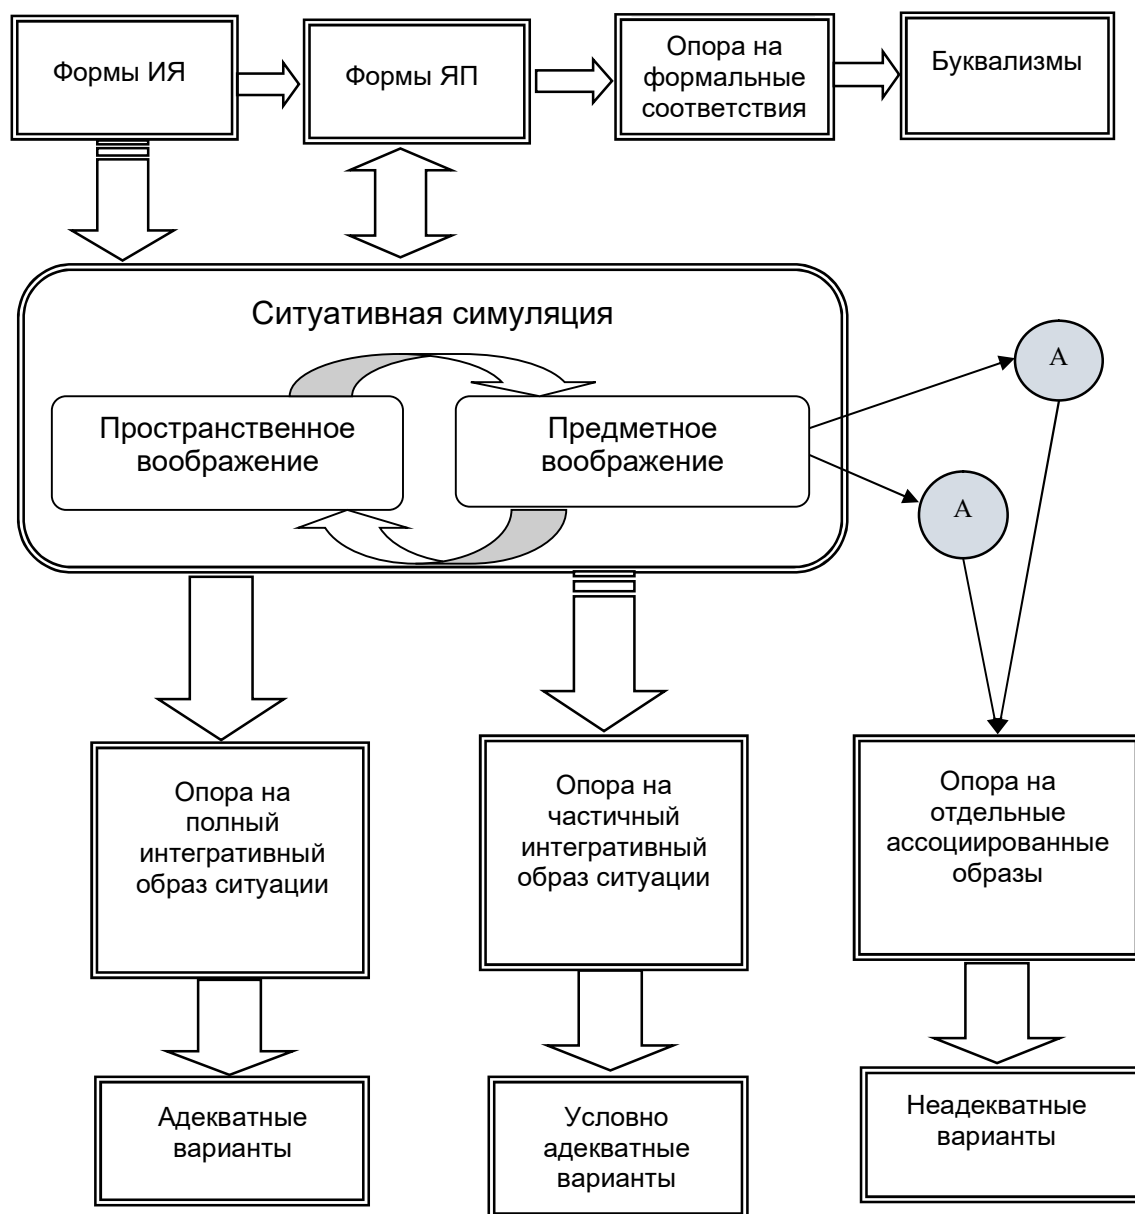 Формы ИЯ
Формы ЯП
Опора на
формальные
соответствия
Буквализмы
Ситуативная симуляция
Пространственное
воображение
Предметное
воображение
А
А
Опора на
полный
интегративный
образ ситуации
Опора на
частичный
интегративный
образ ситуации
Опора на
отдельные
ассоциированные
образы
Адекватные
варианты
Условно
адекватные
варианты
Неадекватные
варианты